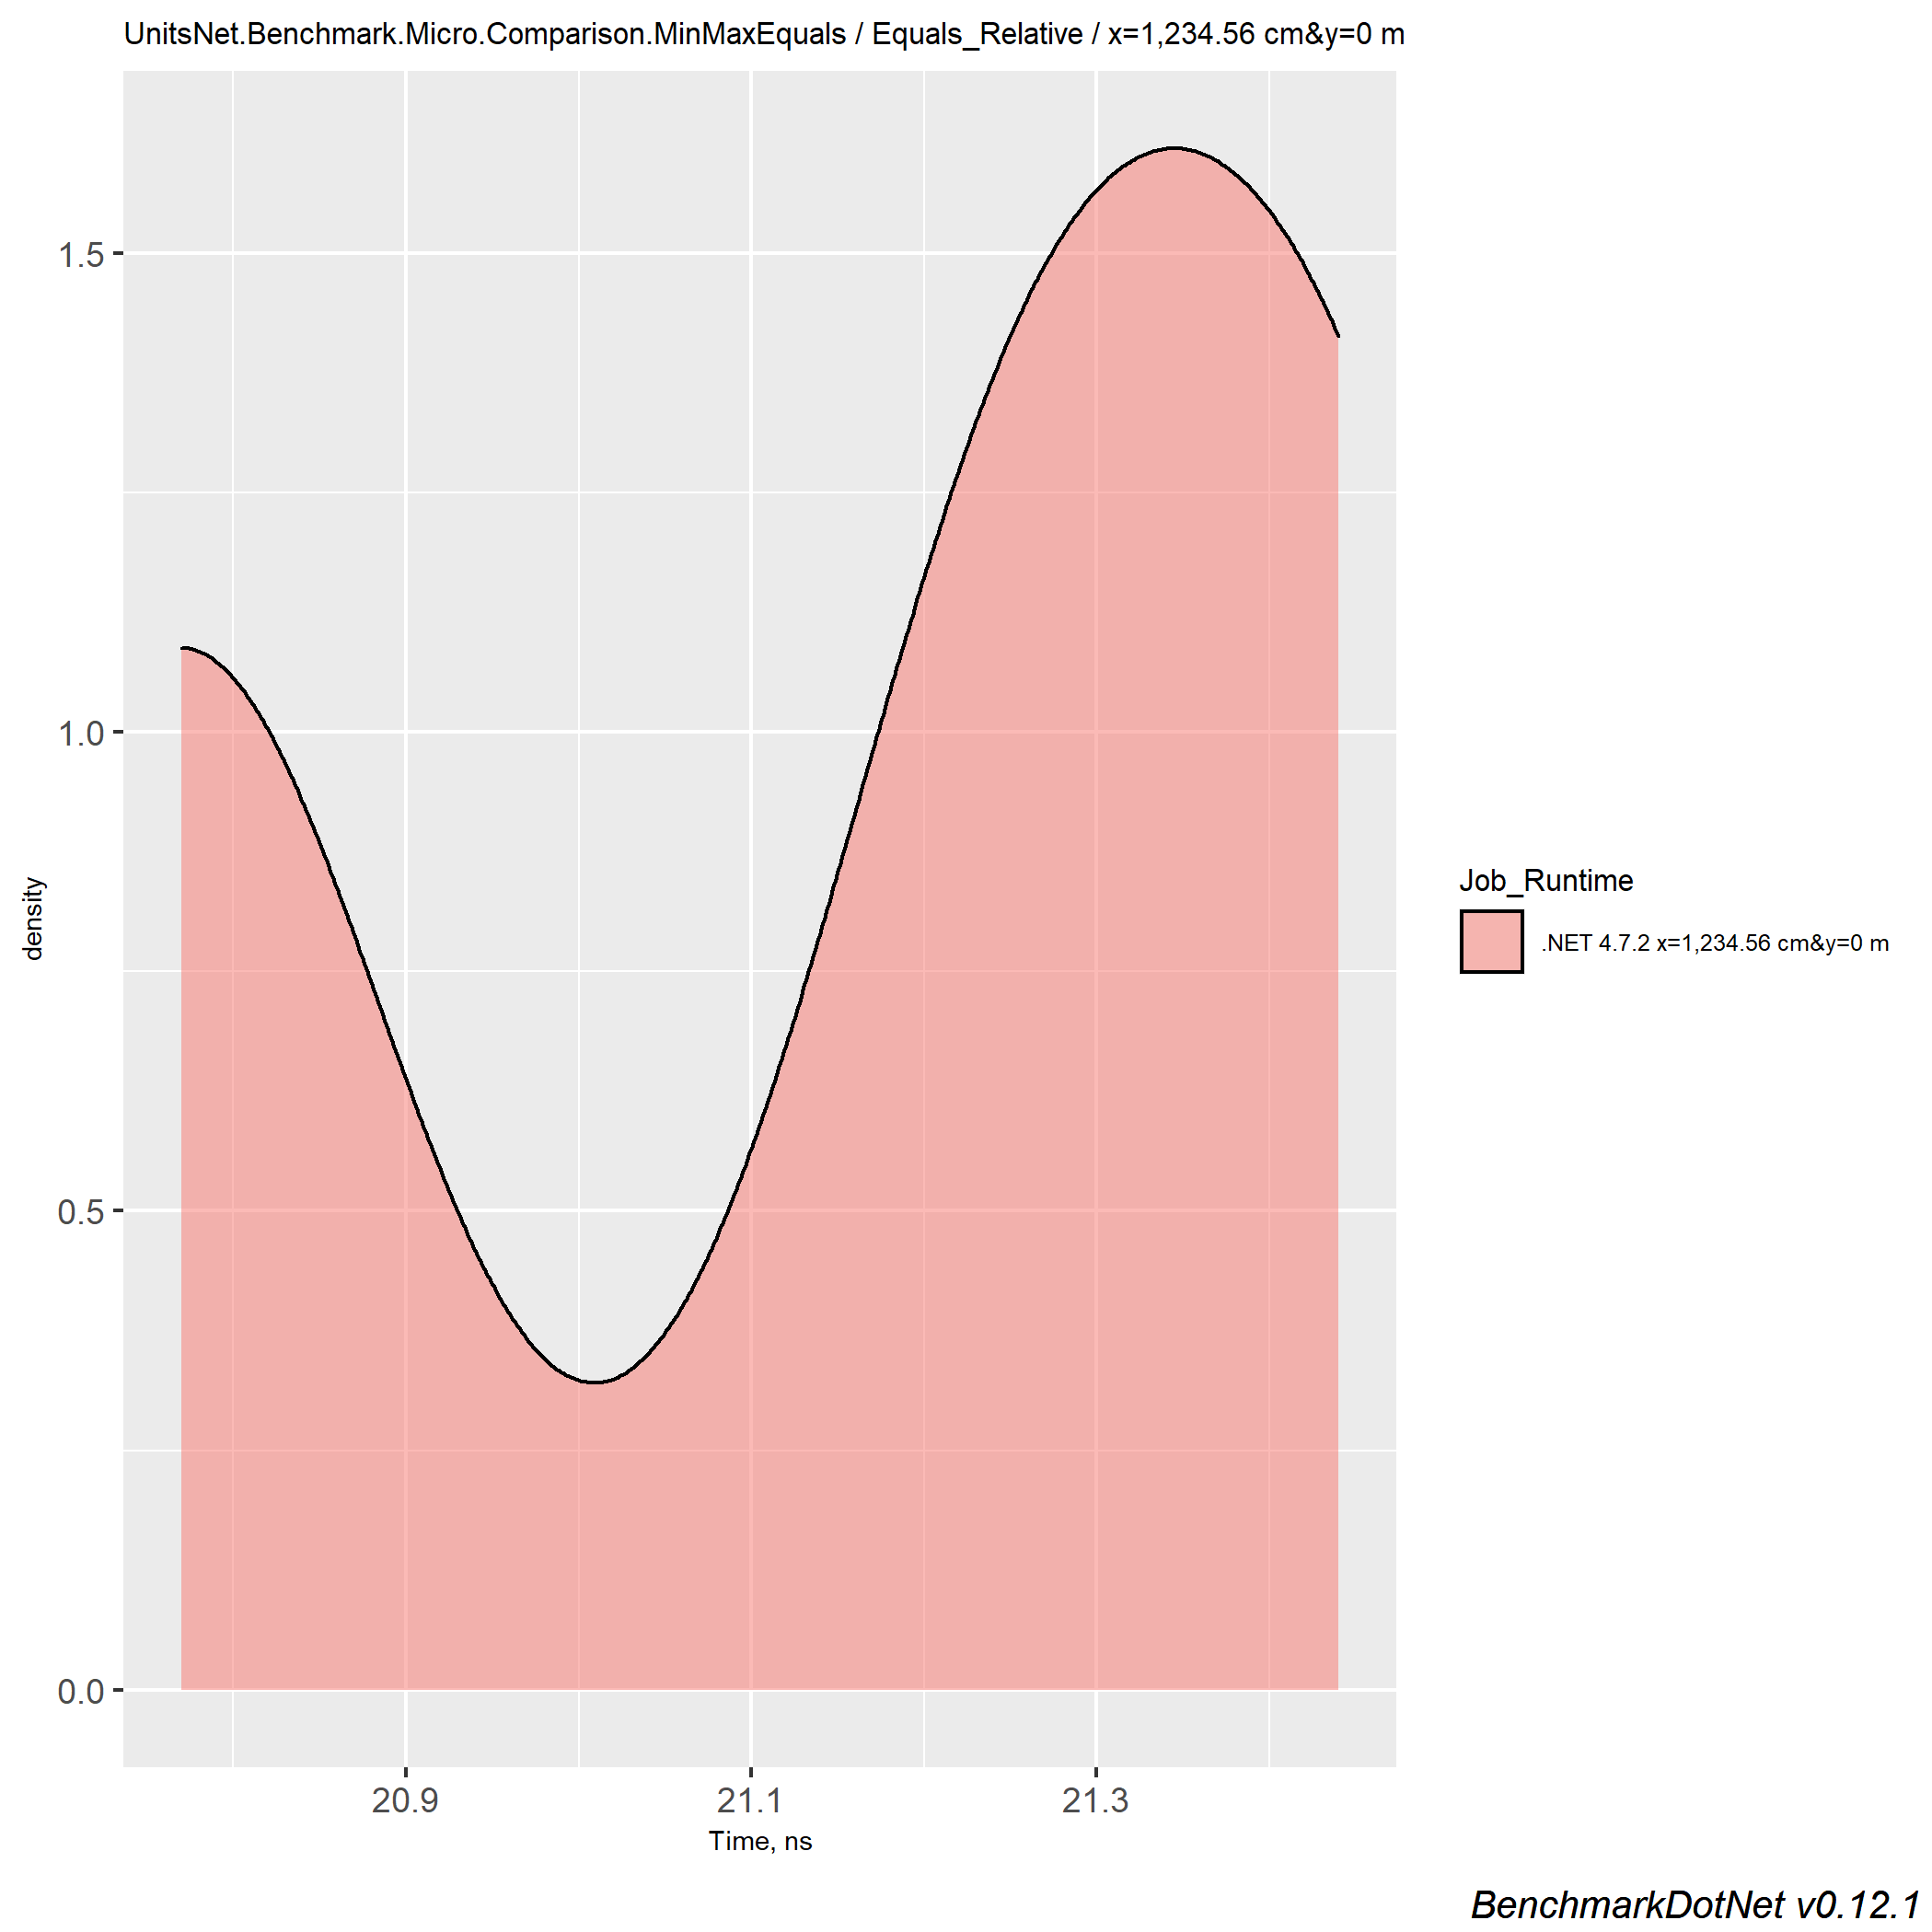 UnitsNet.Benchmark.Micro.Comparison.MinMaxEquals / Equals_Relative / x=1,234.56 cm&y=0 m
1.5
1.0
0.5
0.0
density
20.9 21.1 21.3
Time, ns
Job_Runtime
.NET 4.7.2 x=1,234.56 cm&y=0 m
BenchmarkDotNet v0.12.1